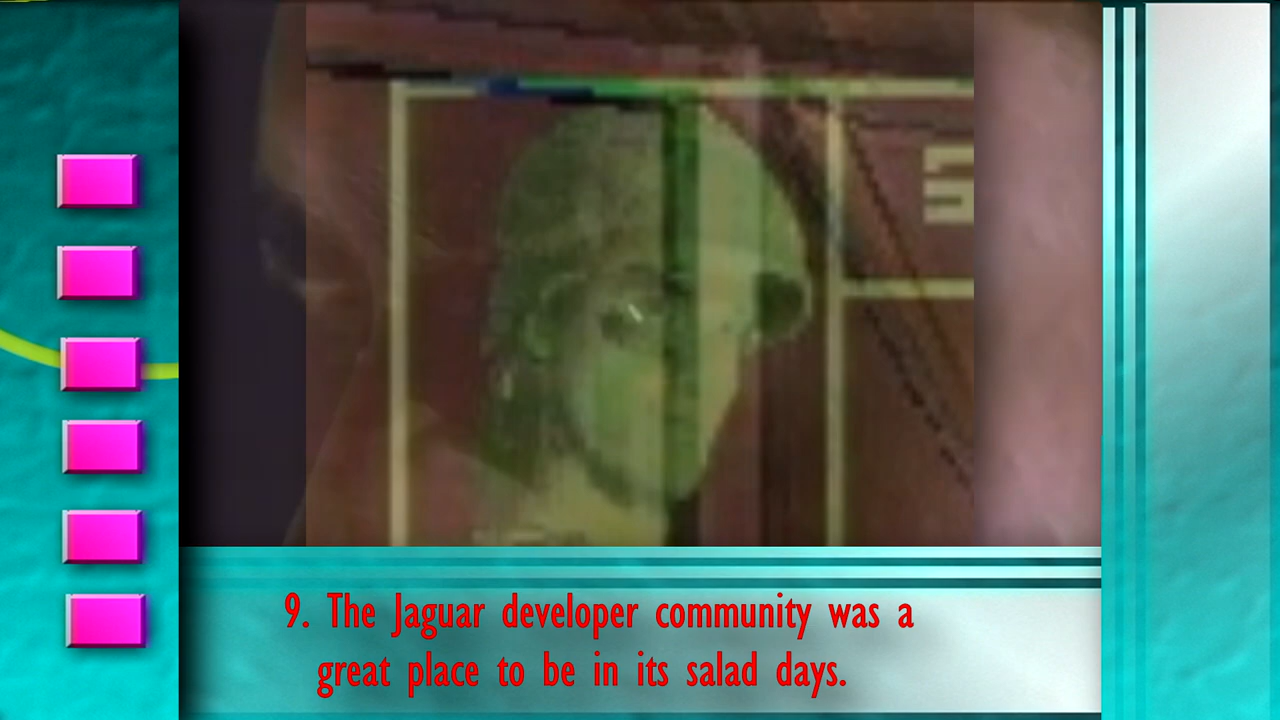 9. The Jaguar developer community was a
great place to be in its salad days.